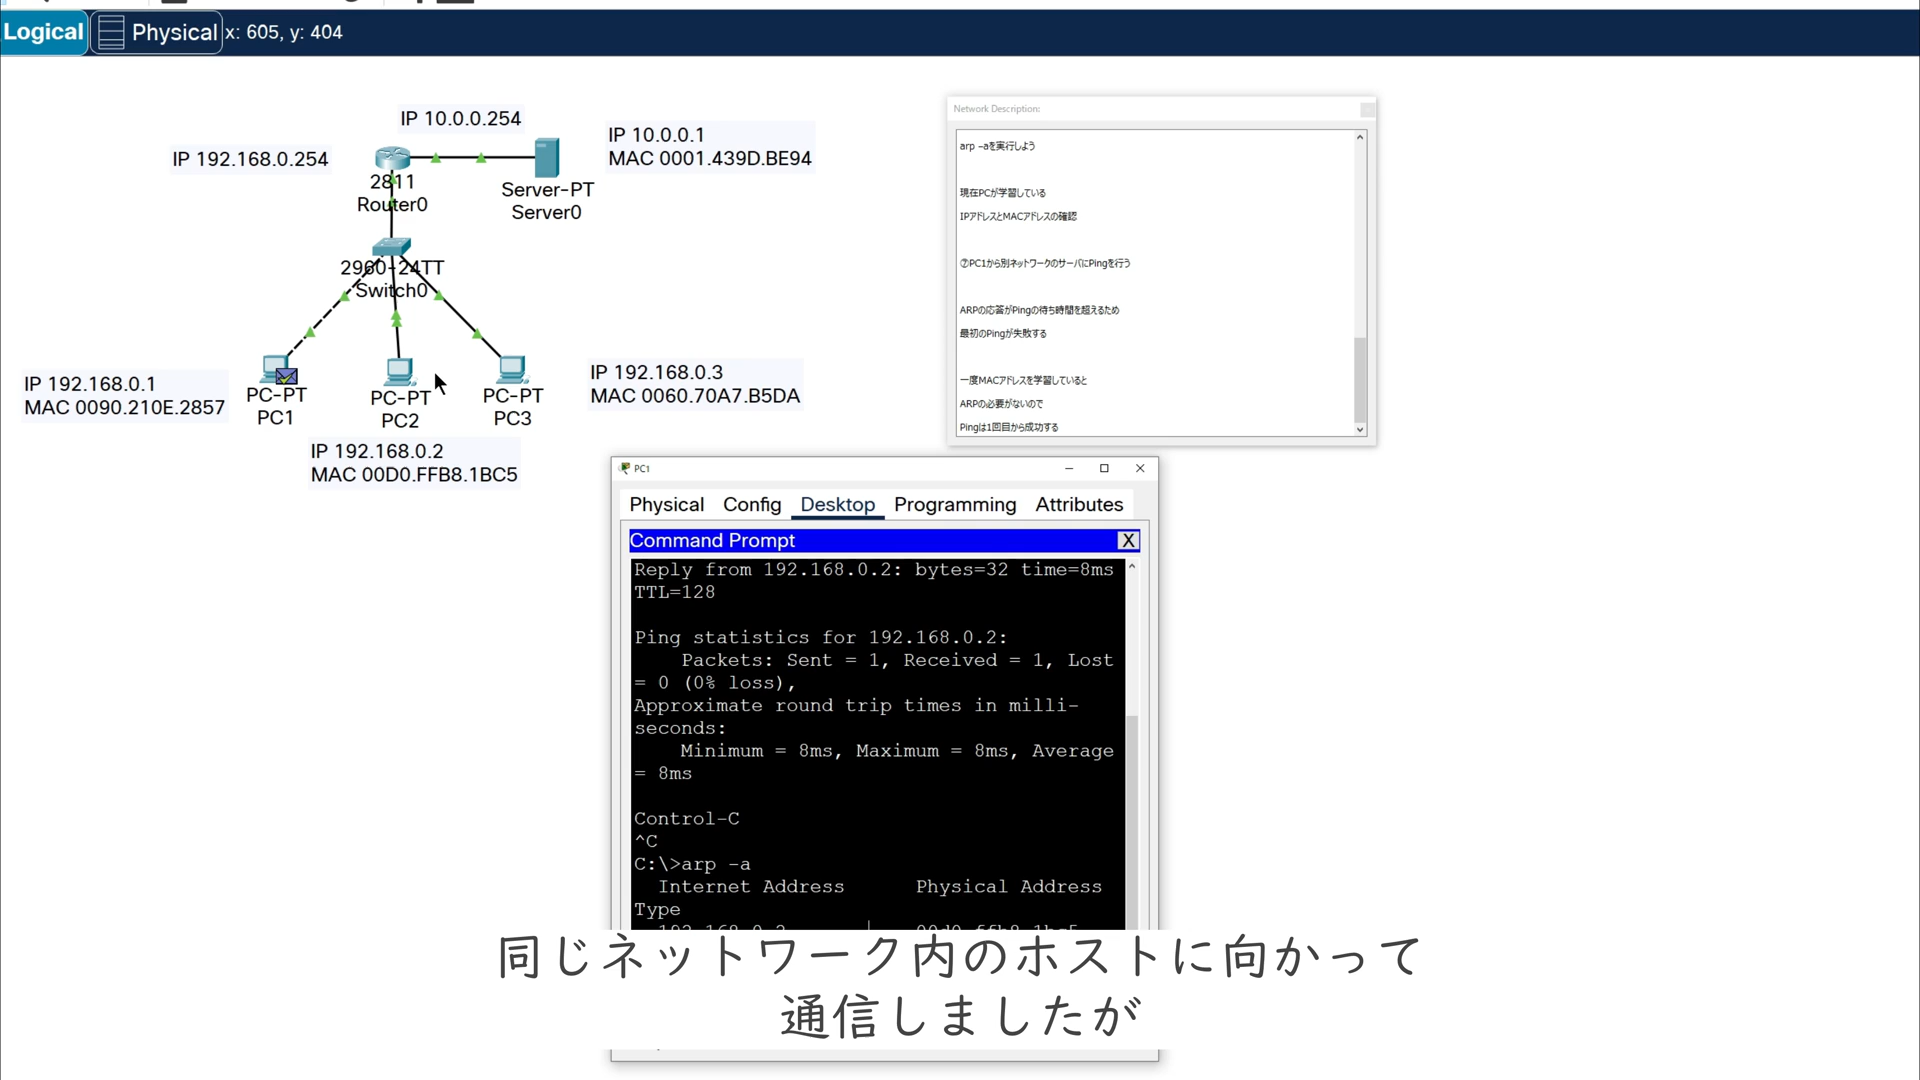 Logical
Physical
x: 605, y: 404
IP 10.0.0.254
IP 192.168.0.254
IP 10.0.0.1
MAC 0001.439D.BE94
2811
Router0
Server-PT
Server0
2960-24TT
Switch0
IP 192.168.0.1
MAC 0090.210E.2857
PC-PT
PC1
PC-PT
PC2
PC-PT
PC3
IP 192.168.0.3
MAC 0060.70A7.B5DA
IP 192.168.0.2
MAC 00D0.FFB8.1BC5
Network Description:
arp -aを実行しよう
現在PCが学習している
IPアドレスとMACアドレスの確認
⑦PC1から別ネットワークのサーバにPingを行う
ARPの応答がPingの待ち時間を超えるため
最初のPingが失敗する
一度MACアドレスを学習していると
ARPの必要がないので
Pingは1回目から成功する
PC1
Physical Config Desktop Programming Attributes
Command Prompt
X
Reply from 192.168.0.2: bytes=32 time=8ms
TTL=128
Ping statistics for 192.168.0.2:
Packets: Sent = 1, Received = 1, Lost
= 0 (0% loss),
Approximate round trip times in milli-
seconds:
Minimum = 8ms, Maximum = 8ms, Average
= 8ms
Control-C
^C
C:\>arp -a
Internet Address Physical Address
Type
192.168.0.2 00d0.ffb8.1bc5
同じネットワーク内のホストに向かって
通信しましたが